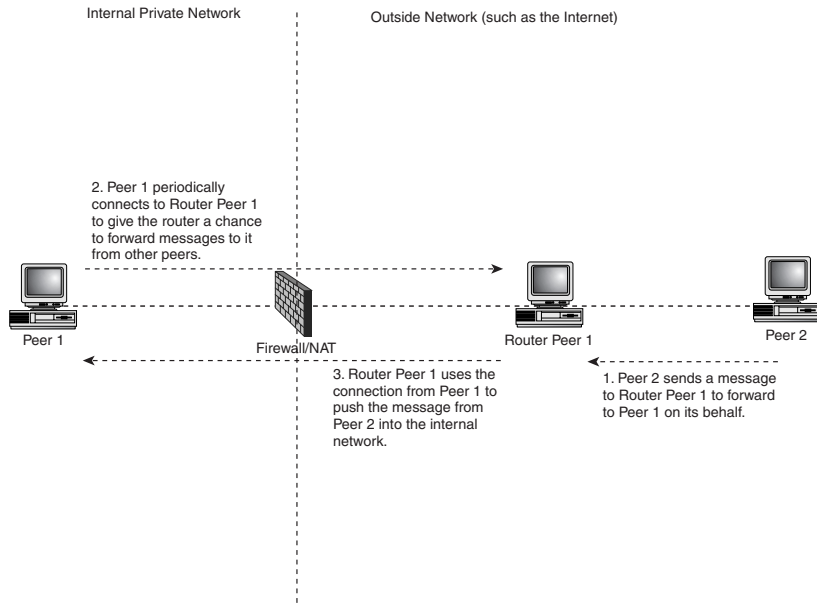 Internal Private Network
Outside Network (such as the Internet)
2. Peer 1 periodically
connects to Router Peer 1
to give the router a chance
to forward messages to it
from other peers.
Peer 1
Firewall/NAT
Router Peer 1
Peer 2
3. Router Peer 1 uses the
connection from Peer 1 to
push the message from
Peer 2 into the internal
network.
1. Peer 2 sends a message
to Router Peer 1 to forward
to Peer 1 on its behalf.